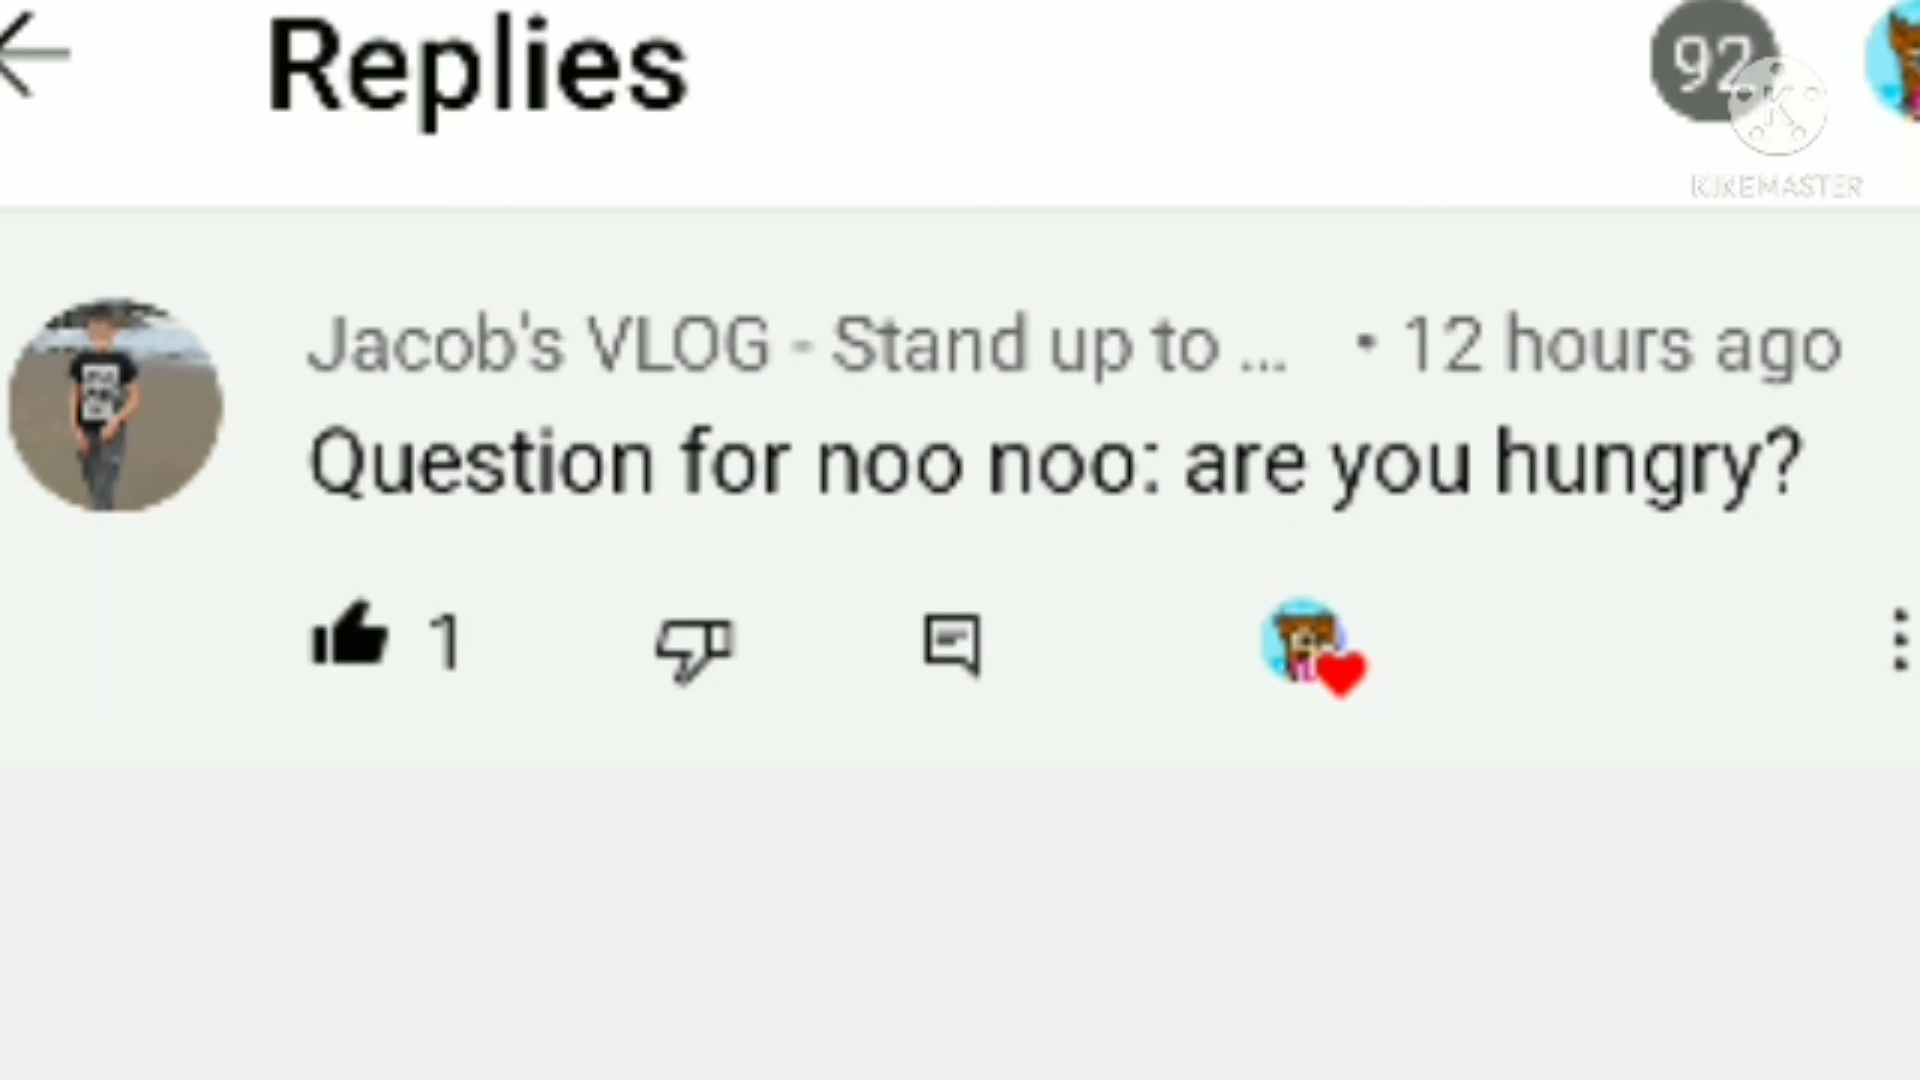 Replies
92
K
KINEMASTER
Jacob's VLOG - Stand up to ... • 12 hours ago
Question for noo noo: are you hungry?
1